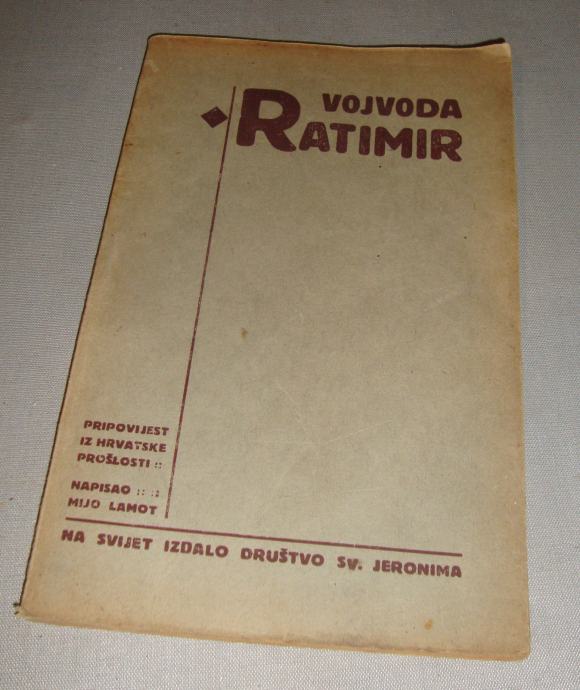 VOJVODA
RATIMIR
PRIPOVIJEST
IZ HRVATSKE
PROŠLOSTI ::
NAPISAO :: ::
MIJO LAMOT
NA SVIJET IZDALO DRUŠTVO SV. JERONIMA